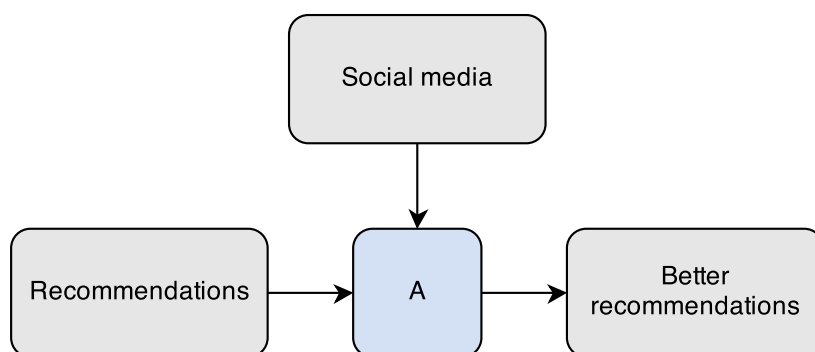 Social media
Recommendations
A
Better
recommendations